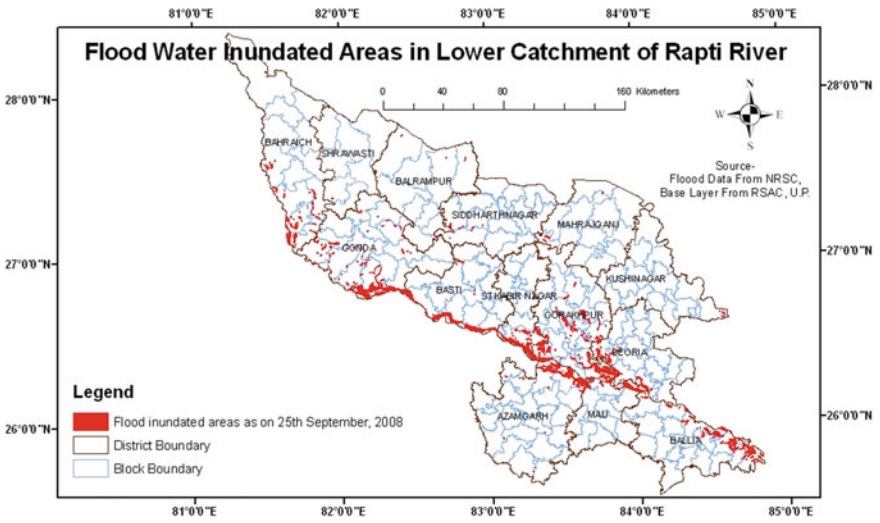 81°0'0"E 82°0'0"E 83°0'0"E 84°0'0"E 85°0'0"E
Flood Water Inundated Areas in Lower Catchment of Rapti River
0 40 80 160 Kilometers
28°0'0"N 28°0'0"N
N
W E
S
Source-
Floood Data From NRSC,
Base Layer From RSAC, U.P.
BAHRAICH
SHRAWASTI
BALRAMPUR
SIDDHARTHNAGAR
MAHRAJGANJ
GONDA
27°0'0"N 27°0'0"N
KUSHINAGAR
BASTI
ST.KABIR NAGAR
GORAKHPUR
DEORIA
Legend
Flood inundated areas as on 25th September, 2008
District Boundary
Block Boundary
AZAMGARH
MAU
BALLIA
26°0'0"N 26°0'0"N
81°0'0"E 82°0'0"E 83°0'0"E 84°0'0"E 85°0'0"E